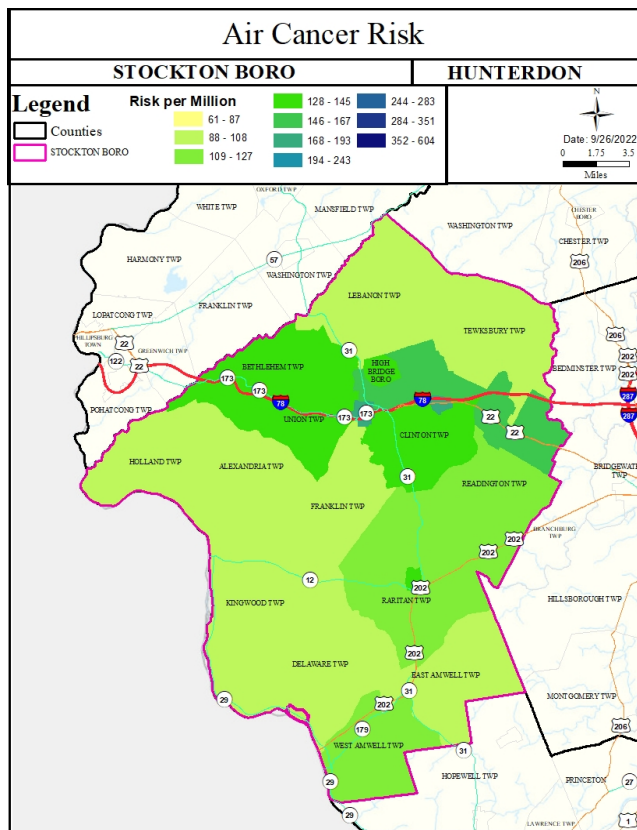 Air Cancer Risk
STOCKTON BORO
HUNTERDON
Legend
Counties
STOCKTON BORO
Risk per Million
61 - 87
88 - 108
109 - 127
128 - 145
146 - 167
168 - 193
194 - 243
244 - 283
284 - 351
352 - 604
N
Date: 9/26/2022
0 1.75 3.5
Miles
OXFORD TWP
WHITE TWP
MANSFIELD TWP
WASHINGTON TWP
CHESTER
BORO
CHESTER TWP
206
HARMONY TWP
57
WASHINGTON TWP
LEBANON TWP
FRANKLIN TWP
LOPATCONG TWP
TEWKSBURY TWP
206
PHILLIPSBURG
TOWN
22
GREENWICH TWP
31
HIGH
BRIDGE
BORO
202
122
22
BETHLEHEM TWP
BEDMINSTER TWP
202
173
173
78
78
287
POHATCONG TWP
173
173
22
287
UNION TWP
CLINTON TWP
22
HOLLAND TWP
ALEXANDRIA TWP
31
READINGTON TWP
BRIDGEWATER
TWP
FRANKLIN TWP
202
BRANCHBURG
TWP
202
12
202
KINGWOOD TWP
RARITAN TWP
HILLSBOROUGH TWP
202
DELAWARE TWP
EAST AMWELL TWP
31
29
202
MONTGOMERY TWP
179
206
WEST AMWELL TWP
31
29
HOPEWELL TWP
PRINCETON
27
29
LAWRENCE TWP
1